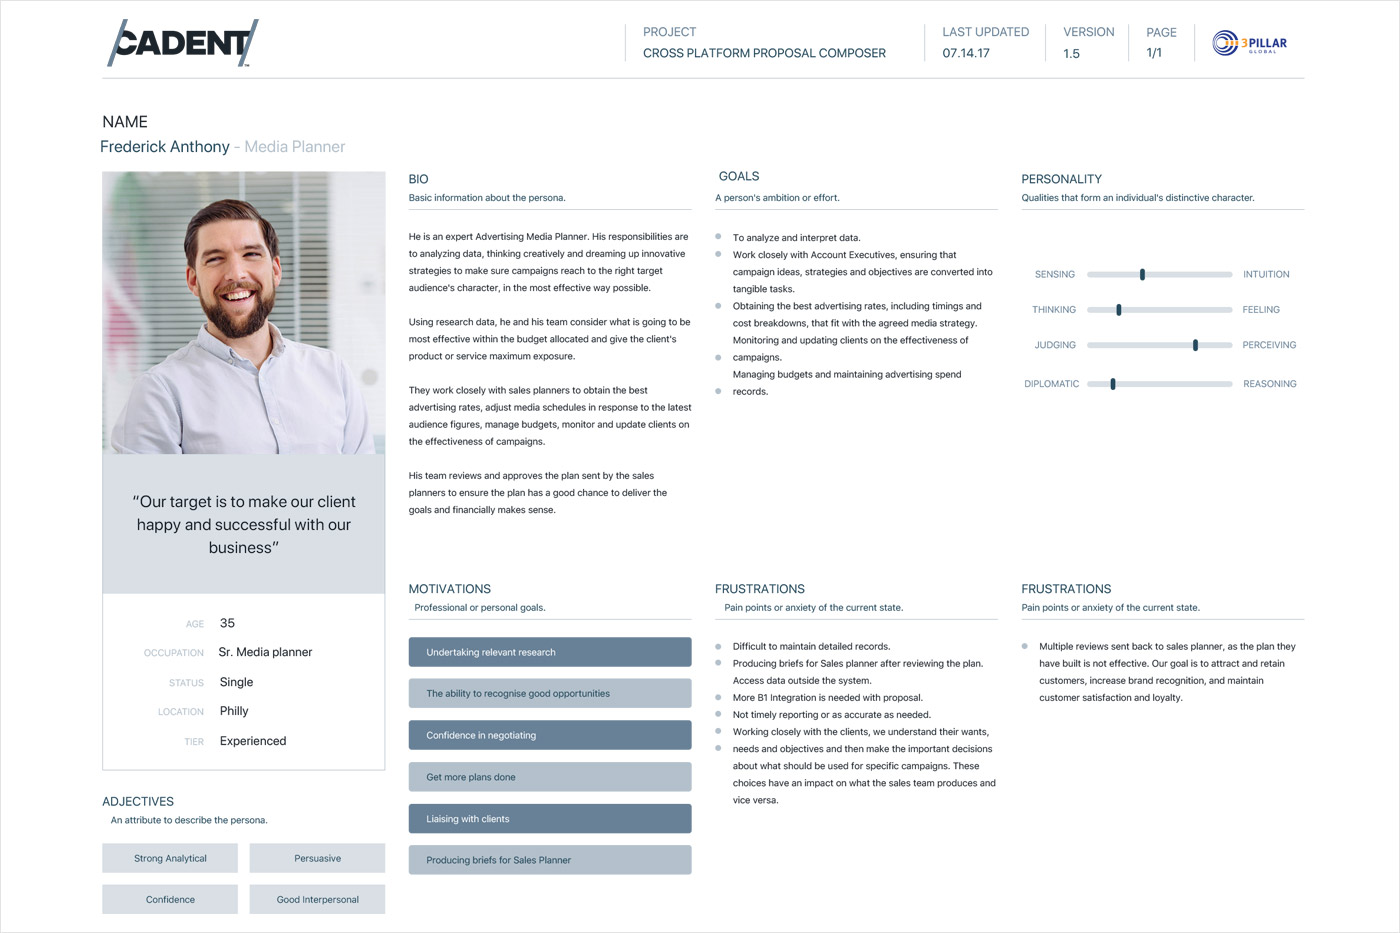 CADENT
PROJECT
CROSS PLATFORM PROPOSAL COMPOSER
LAST UPDATED
07.14.17
VERSION
1.5
PAGE
1/1
3PILLAR
GLOBAL
NAME
Frederick Anthony - Media Planner
“Our target is to make our client
happy and successful with our
business”
AGE 35
OCCUPATION Sr. Media planner
STATUS Single
LOCATION Philly
TIER Experienced
ADJECTIVES
An attribute to describe the persona.
Strong Analytical
Persuasive
Confidence
Good Interpersonal
BIO
Basic information about the persona.
He is an expert Advertising Media Planner. His responsibilities are
to analyzing data, thinking creatively and dreaming up innovative
strategies to make sure campaigns reach to the right target
audience's character, in the most effective way possible.
Using research data, he and his team consider what is going to be
most effective within the budget allocated and give the client's
product or service maximum exposure.
They work closely with sales planners to obtain the best
advertising rates, adjust media schedules in response to the latest
audience figures, manage budgets, monitor and update clients on
the effectiveness of campaigns.
His team reviews and approves the plan sent by the sales
planners to ensure the plan has a good chance to deliver the
goals and financially makes sense.
GOALS
A person's ambition or effort.
To analyze and interpret data.
Work closely with Account Executives, ensuring that
campaign ideas, strategies and objectives are converted into
tangible tasks.
Obtaining the best advertising rates, including timings and
cost breakdowns, that fit with the agreed media strategy.
Monitoring and updating clients on the effectiveness of
campaigns.
Managing budgets and maintaining advertising spend
records.
PERSONALITY
Qualities that form an individual's distinctive character.
SENSING INTUITION
THINKING FEELING
JUDGING PERCEIVING
DIPLOMATIC REASONING
MOTIVATIONS
Professional or personal goals.
Undertaking relevant research
The ability to recognise good opportunities
Confidence in negotiating
Get more plans done
Liaising with clients
Producing briefs for Sales Planner
FRUSTRATIONS
Pain points or anxiety of the current state.
Difficult to maintain detailed records.
Producing briefs for Sales planner after reviewing the plan.
Access data outside the system.
More B1 Integration is needed with proposal.
Not timely reporting or as accurate as needed.
Working closely with the clients, we understand their wants,
needs and objectives and then make the important decisions
about what should be used for specific campaigns. These
choices have an impact on what the sales team produces and
vice versa.
FRUSTRATIONS
Pain points or anxiety of the current state.
Multiple reviews sent back to sales planner, as the plan they
have built is not effective. Our goal is to attract and retain
customers, increase brand recognition, and maintain
customer satisfaction and loyalty.